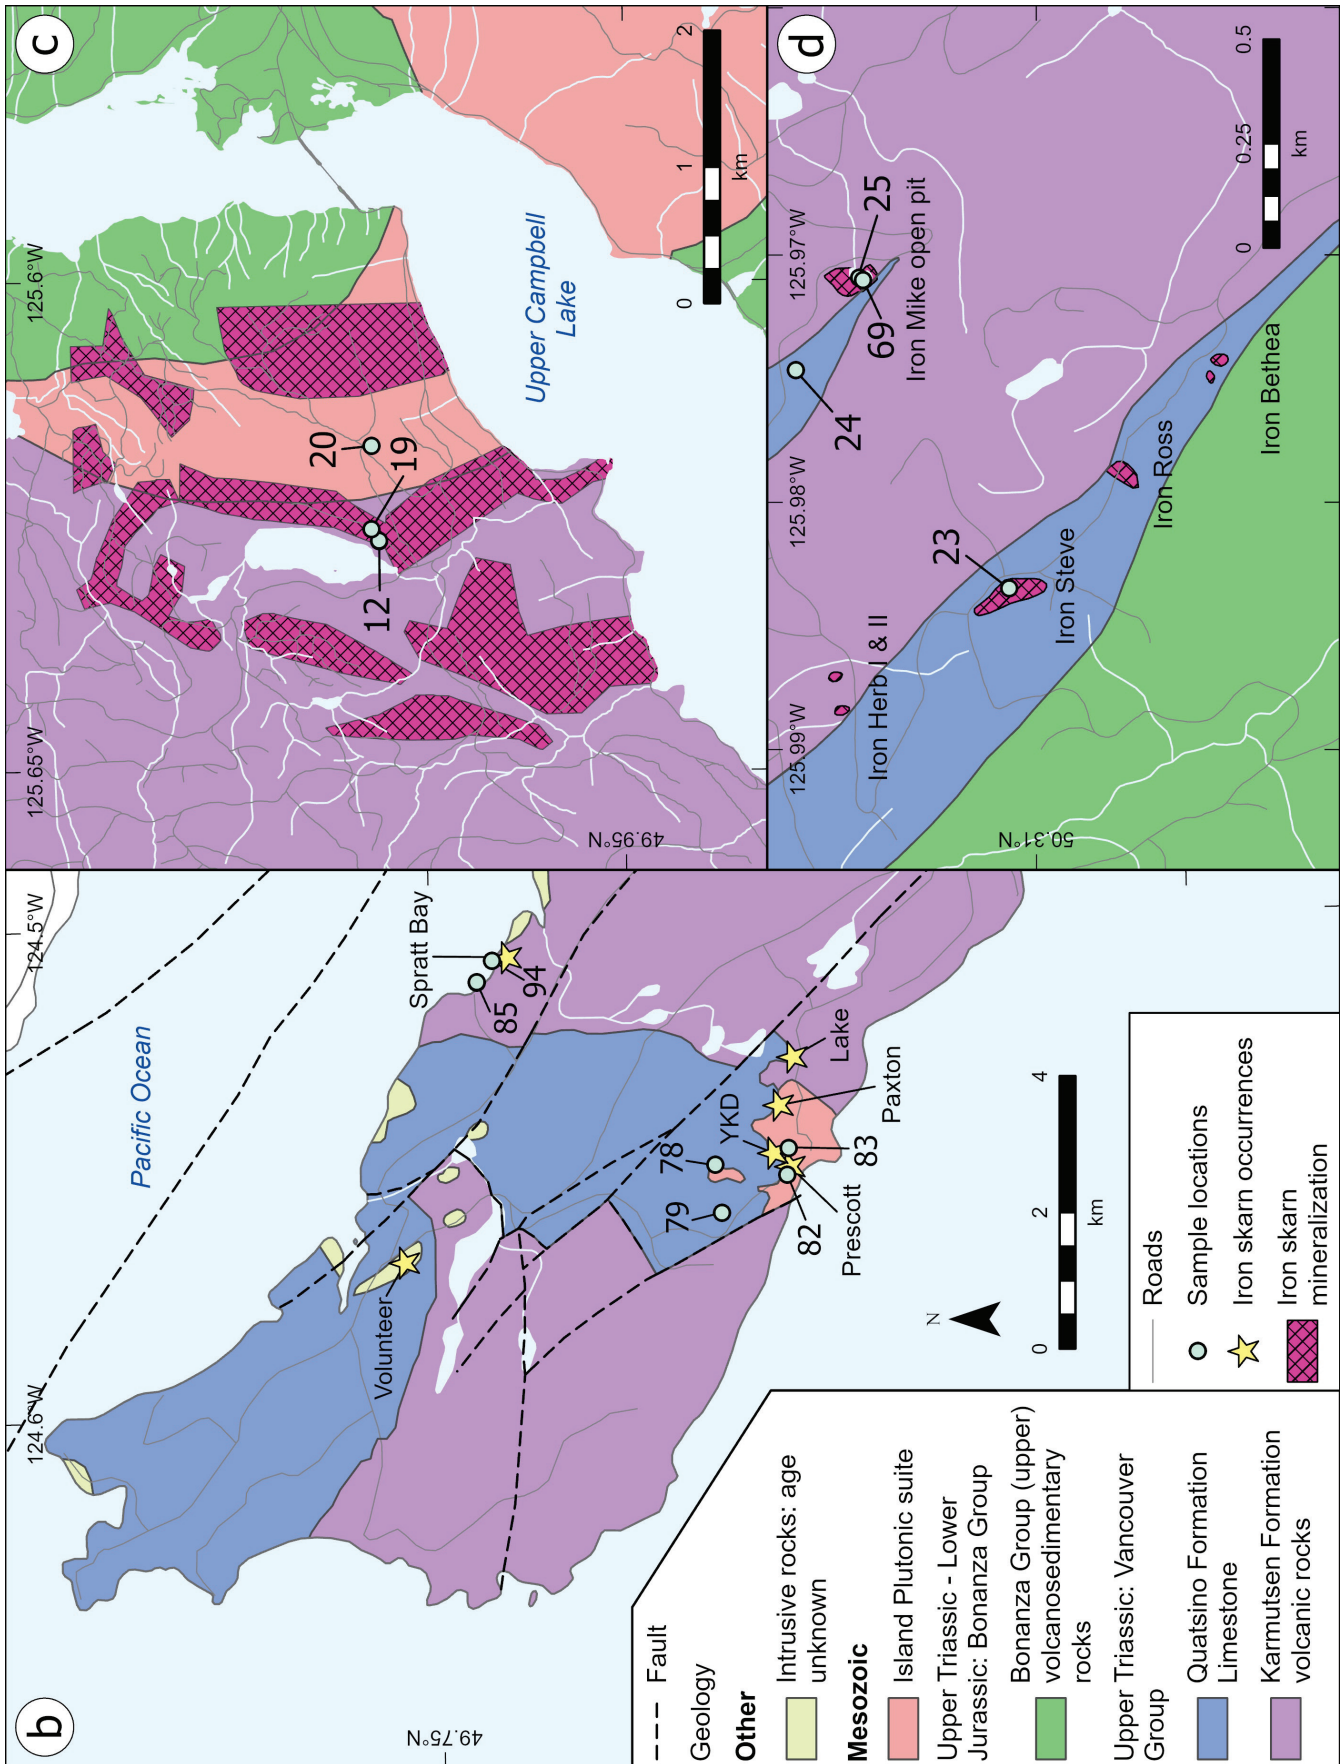 b
124.6°W
124.5°W
49.75°N
Pacific Ocean
Volunteer
Spratt Bay
85
94
79
78
YKD
82
83
Prescott
Paxton
Lake
N
0
2
4
km
Fault
Geology
Other
Intrusive rocks: age
unknown
Mesozoic
Island Plutonic suite
Upper Triassic - Lower
Jurassic: Bonanza Group
Bonanza Group (upper)
volcanosedimentary
rocks
Upper Triassic: Vancouver
Group
Quatsino Formation
Limestone
Karmutsen Formation
volcanic rocks
Roads
Sample locations
Iron skarn occurrences
Iron skarn
mineralization
c
125.65°W
125.6°W
49.95°N
20
19
12
Upper Campbell
Lake
0
1
2
km
d
125.99°W
125.98°W
125.97°W
50.31°N
24
69
25
Iron Mike open pit
23
Iron Herb I & II
Iron Steve
Iron Ross
Iron Bethea
0
0.25
0.5
km